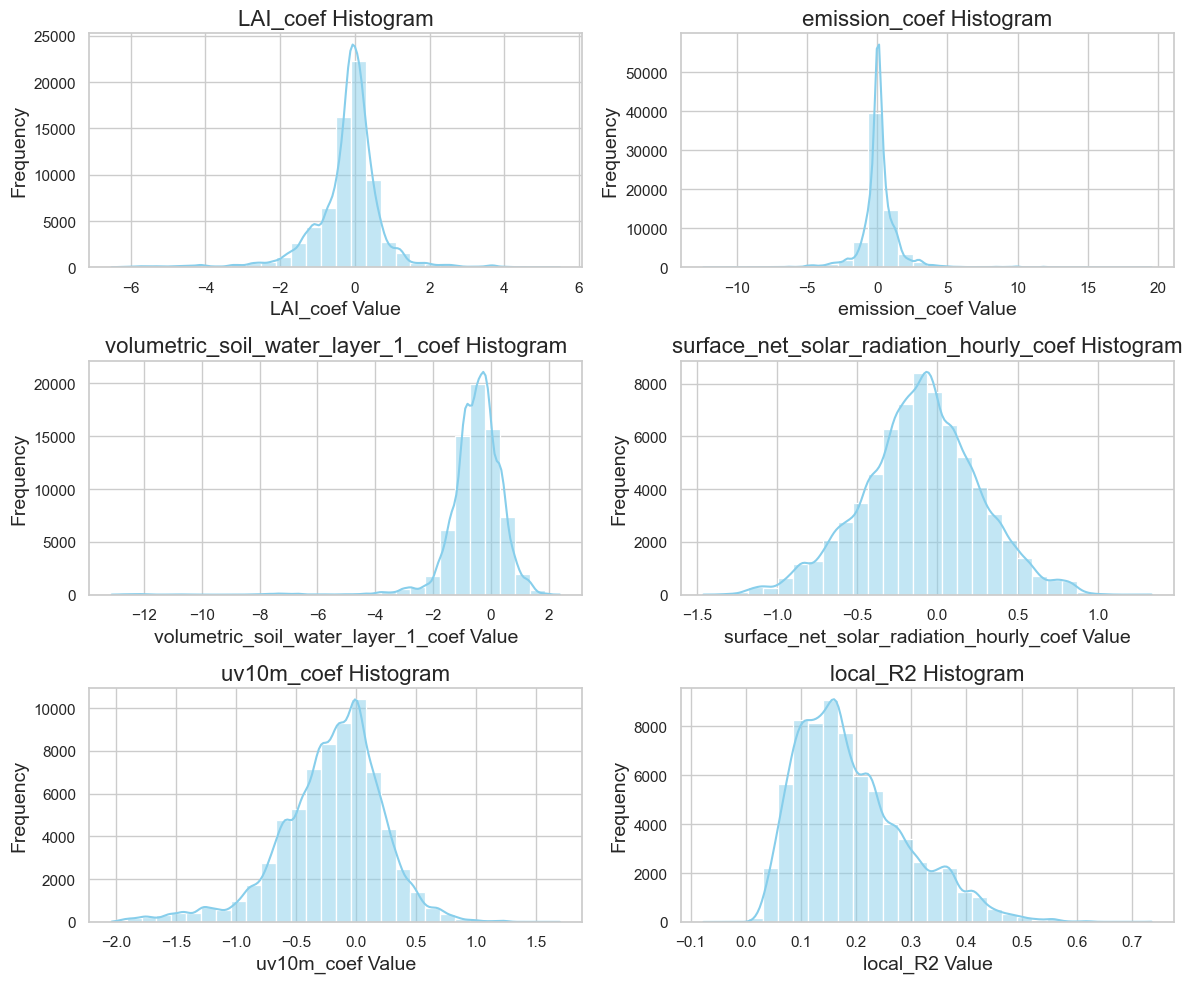 LAI_coef Histogram
25000
20000
15000
10000
5000
0
Frequency
−6 −4 −2 0 2 4 6
LAI_coef Value
emission_coef Histogram
50000
40000
30000
20000
10000
0
Frequency
−10 −5 0 5 10 15 20
emission_coef Value
volumetric_soil_water_layer_1_coef Histogram
20000
15000
10000
5000
0
Frequency
−12 −10 −8 −6 −4 −2 0 2
volumetric_soil_water_layer_1_coef Value
surface_net_solar_radiation_hourly_coef Histogram
8000
6000
4000
2000
0
Frequency
−1.5 −1.0 −0.5 0.0 0.5 1.0
surface_net_solar_radiation_hourly_coef Value
uv10m_coef Histogram
10000
8000
6000
4000
2000
0
Frequency
−2.0 −1.5 −1.0 −0.5 0.0 0.5 1.0 1.5
uv10m_coef Value
local_R2 Histogram
8000
6000
4000
2000
0
Frequency
−0.1 0.0 0.1 0.2 0.3 0.4 0.5 0.6 0.7
local_R2 Value